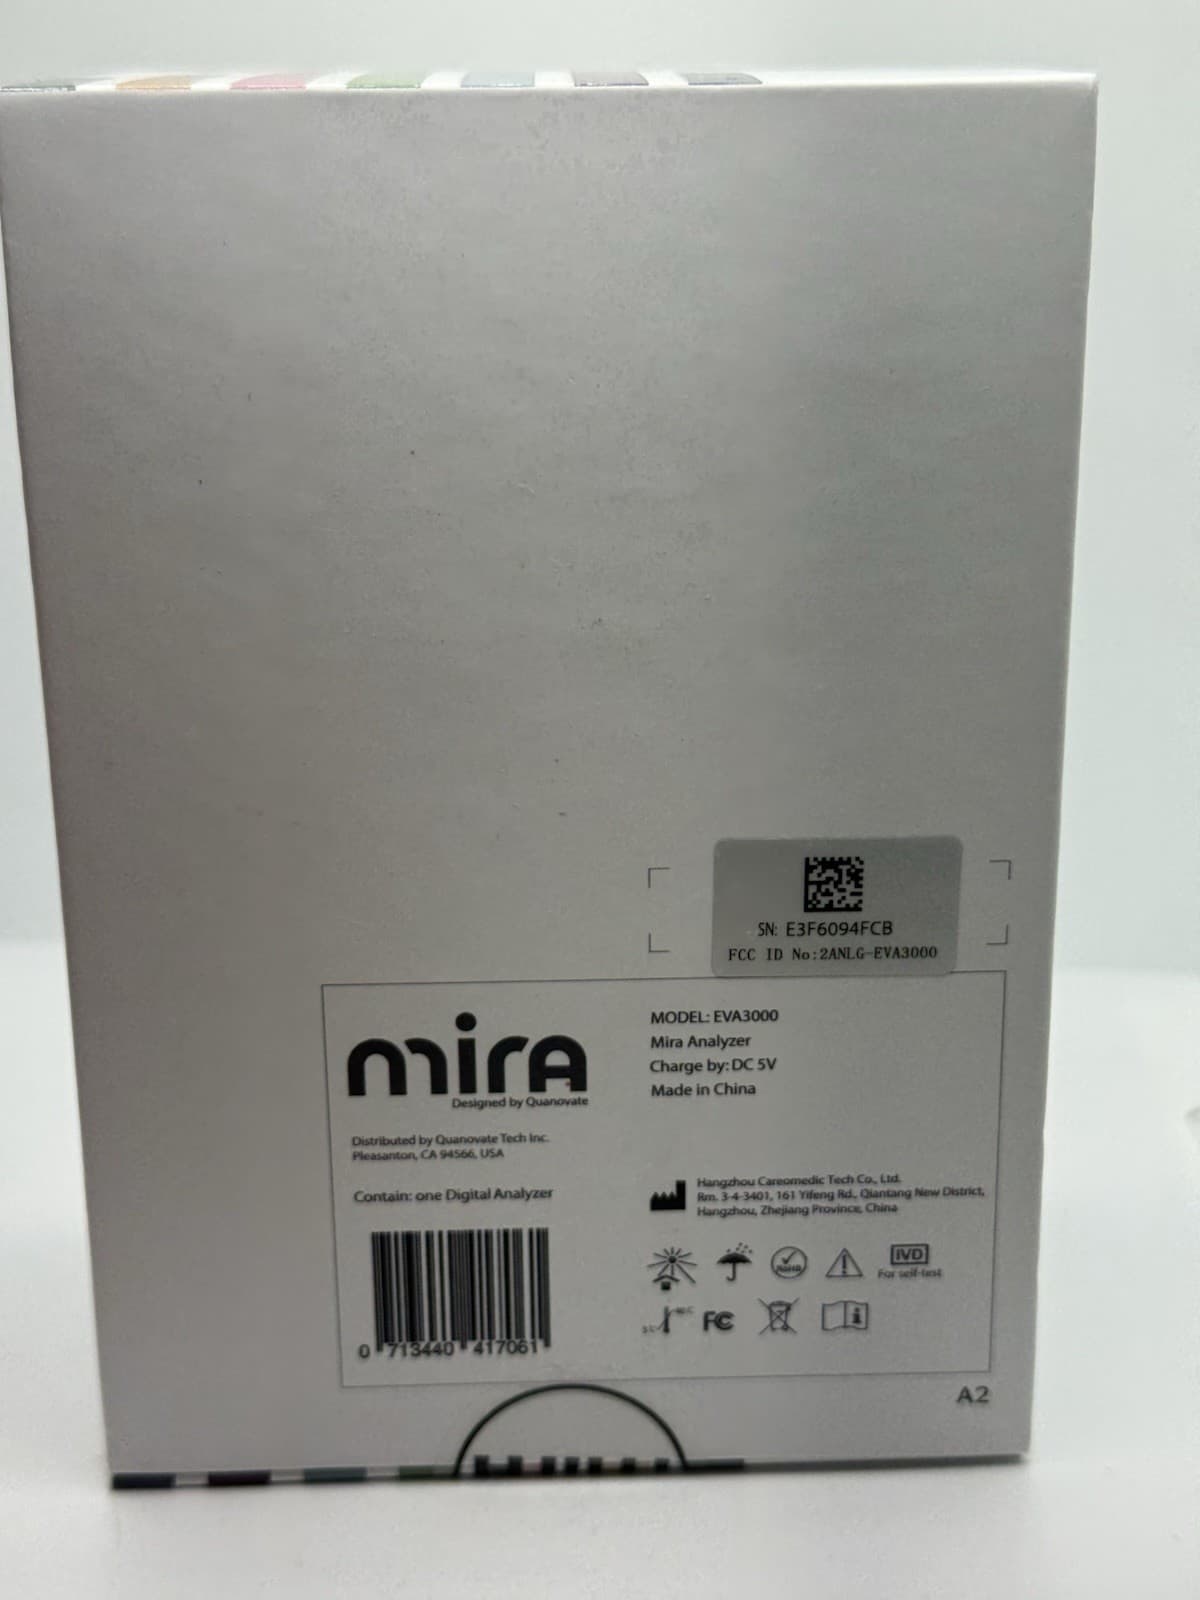 SN: E3F6094FCB
FCC ID No:2ANLG-EVA3000
mira
Designed by Quanovate
Distributed by Quanovate Tech Inc.
Pleasanton, CA 94566, USA
Contain: one Digital Analyzer
0 713440 417061
MODEL: EVA3000
Mira Analyzer
Charge by: DC 5V
Made in China
Hangzhou Careomedic Tech Co., Ltd.
Rm. 3-4-3401, 161 Yifeng Rd., Qiantang New District,
Hangzhou, Zhejiang Province, China
RoHS
IVD
For self-test
FC
A2